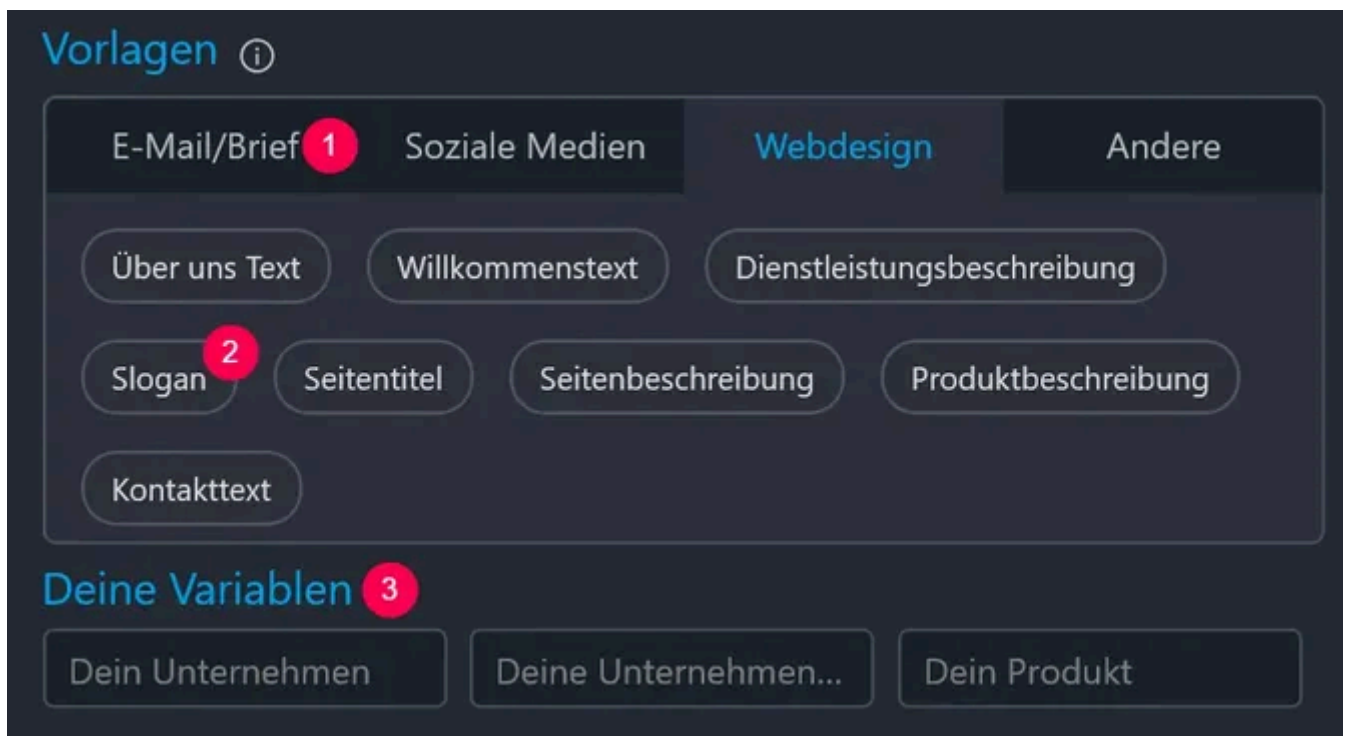 Vorlagen
E-Mail/Brief 1 Soziale Medien Webdesign Andere
Über uns Text Willkommenstext Dienstleistungsbeschreibung
Slogan 2 Seitentitel Seitenbeschreibung Produktbeschreibung
Kontakttext
Deine Variablen 3
Dein Unternehmen Deine Unternehmen... Dein Produkt